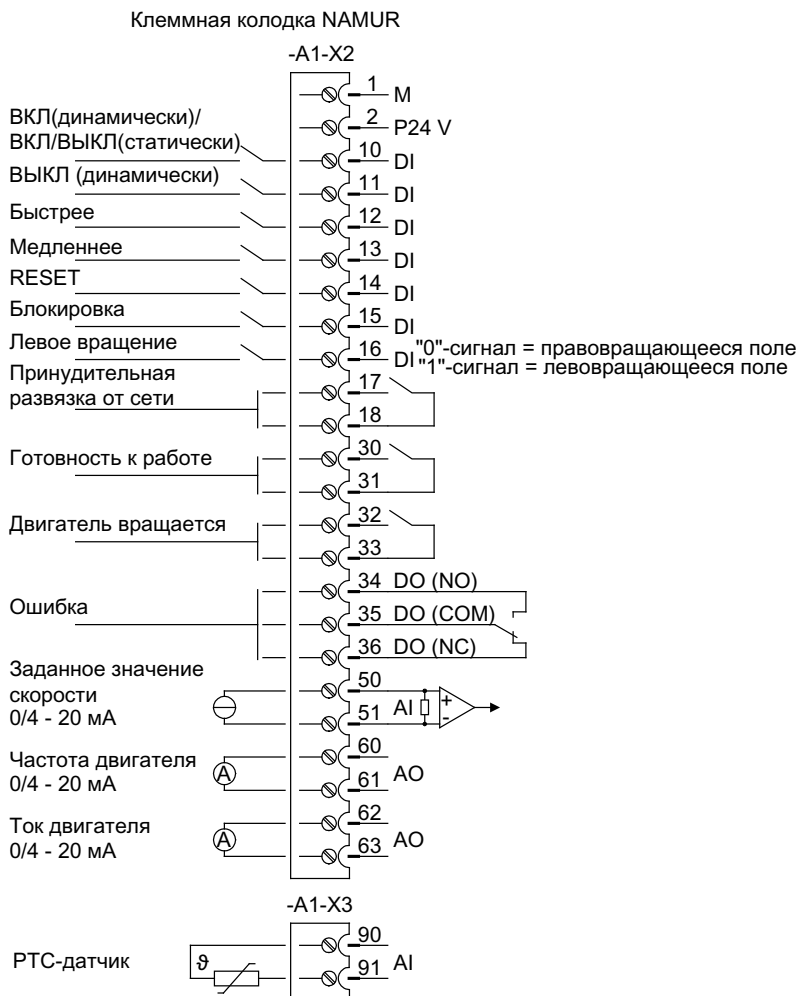 Клеммная колодка NAMUR
-A1-X2
1 M
2 P24 V
ВКЛ(динамически)/
ВКЛ/ВЫКЛ(статически)
10 DI
ВЫКЛ (динамически)
11 DI
Быстрее
12 DI
Медленнее
13 DI
RESET
14 DI
Блокировка
15 DI
Левое вращение
16 DI
"0"-сигнал = правовращающееся поле
"1"-сигнал = левовращающееся поле
Принудительная
развязка от сети
17
18
Готовность к работе
30
31
Двигатель вращается
32
33
Ошибка
34 DO (NO)
35 DO (COM)
36 DO (NC)
Заданное значение
скорости
0/4 - 20 мА
50
51 AI
+
-
Частота двигателя
0/4 - 20 мА
A
60
61 AO
Ток двигателя
0/4 - 20 мА
A
62
63 AO
-A1-X3
PTC-датчик
ϑ
90
91 AI